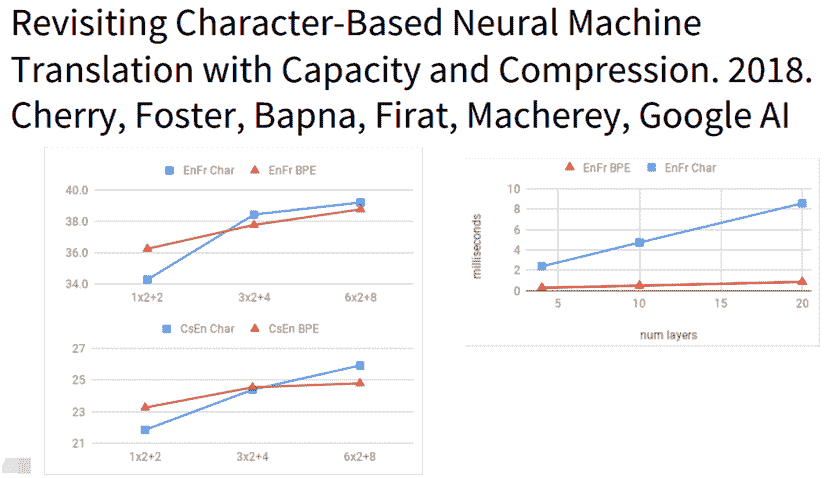 Revisiting Character-Based Neural Machine
Translation with Capacity and Compression. 2018.
Cherry, Foster, Bapna, Firat, Macherey, Google AI
EnFr Char EnFr BPE
40.0
38.0
36.0
34.0
1x2+2 3x2+4 6x2+8
CsEn Char CsEn BPE
27
25
23
21
1x2+2 3x2+4 6x2+8
EnFr BPE EnFr Char
milliseconds
10
8
6
4
2
0
5 10 15 20
num layers